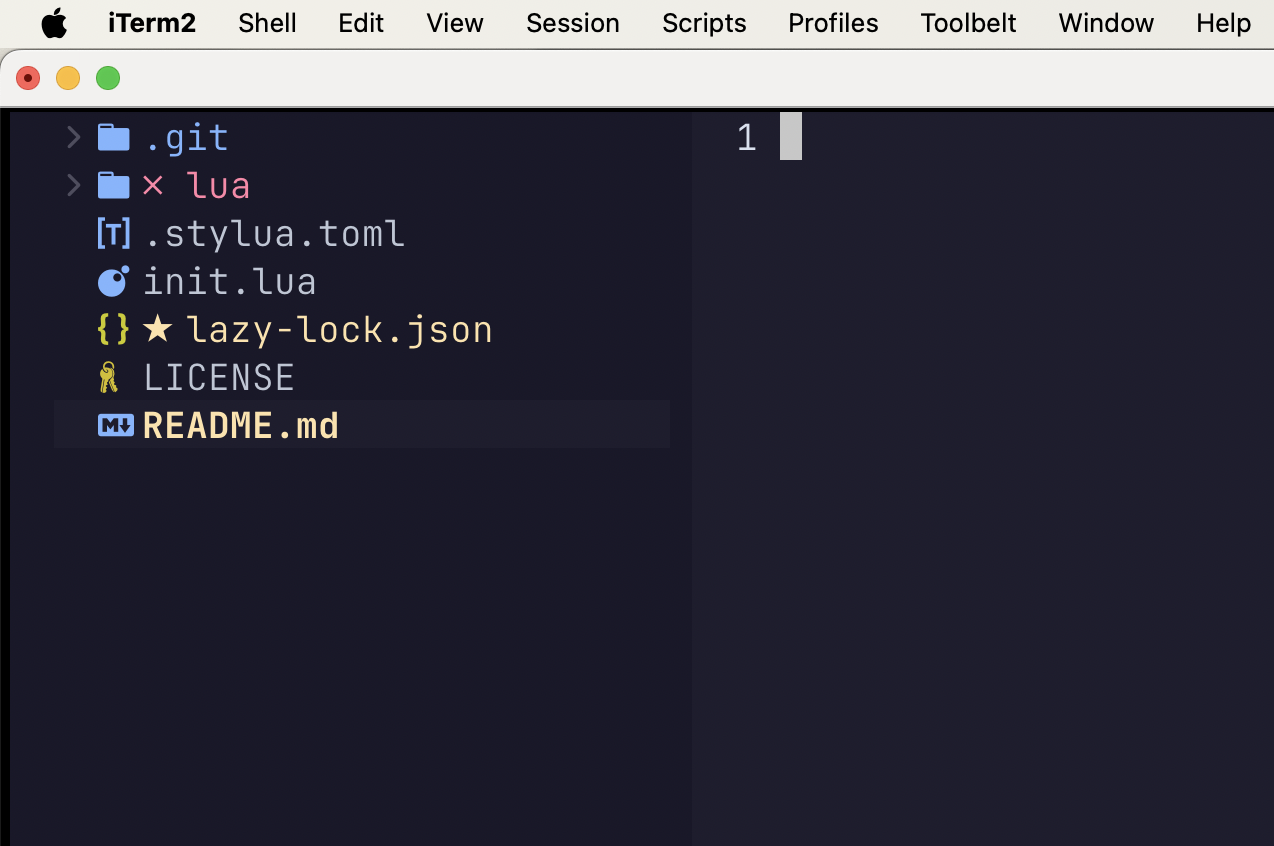 iTerm2 Shell Edit View Session Scripts Profiles Toolbelt Window Help
.git
lua
[T] .stylua.toml
init.lua
{} ★ lazy-lock.json
LICENSE
M↓ README.md
1